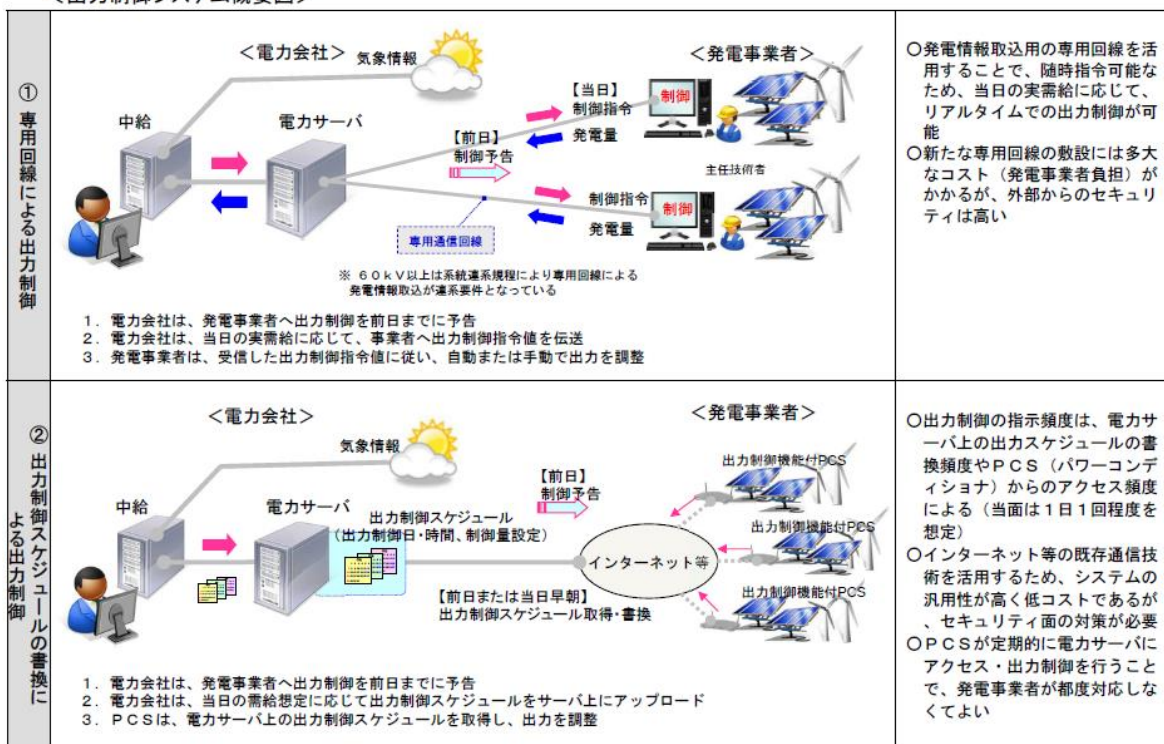 ＜出力制御システム概要図＞
① 専用回線による出力制御
＜電力会社＞
気象情報
＜発電事業者＞
中給
電力サーバ
【前日】
制御予告
【当日】
制御指令
発電量
制御
主任技術者
制御指令
発電量
制御
専用通信回線
※ 60kV以上は系統連系規程により専用回線による
発電情報取込が連系要件となっている
1. 電力会社は、発電事業者へ出力制御を前日までに予告
2. 電力会社は、当日の実需給に応じて、事業者へ出力制御指令値を伝送
3. 発電事業者は、受信した出力制御指令値に従い、自動または手動で出力を調整
○発電情報取込用の専用回線を活
用することで、随時指令可能な
ため、当日の実需給に応じて、
リアルタイムでの出力制御が可
能
○新たな専用回線の敷設には多大
なコスト（発電事業者負担）が
かかるが、外部からのセキュリ
ティは高い
② 出力制御スケジュールの書換に
よる出力制御
＜電力会社＞
気象情報
＜発電事業者＞
中給
電力サーバ
出力制御スケジュール
（出力制御日・時間、制御量設定）
【前日】
制御予告
【前日または当日早朝】
出力制御スケジュール取得・書換
インターネット等
出力制御機能付PCS
出力制御機能付PCS
出力制御機能付PCS
1. 電力会社は、発電事業者へ出力制御を前日までに予告
2. 電力会社は、当日の需給想定に応じて出力制御スケジュールをサーバ上にアップロード
3. PCSは、電力サーバ上の出力制御スケジュールを取得し、出力を調整
○出力制御の指示頻度は、電力サ
ーバ上の出力スケジュールの書
換頻度やPCS（パワーコンデ
ィショナ）からのアクセス頻度
による（当面は1日1回程度を
想定）
○インターネット等の既存通信技
術を活用するため、システムの
汎用性が高く低コストであるが
、セキュリティ面の対策が必要
○PCSが定期的に電力サーバに
アクセス・出力制御を行うこと
で、発電事業者が都度対応しな
くてよい